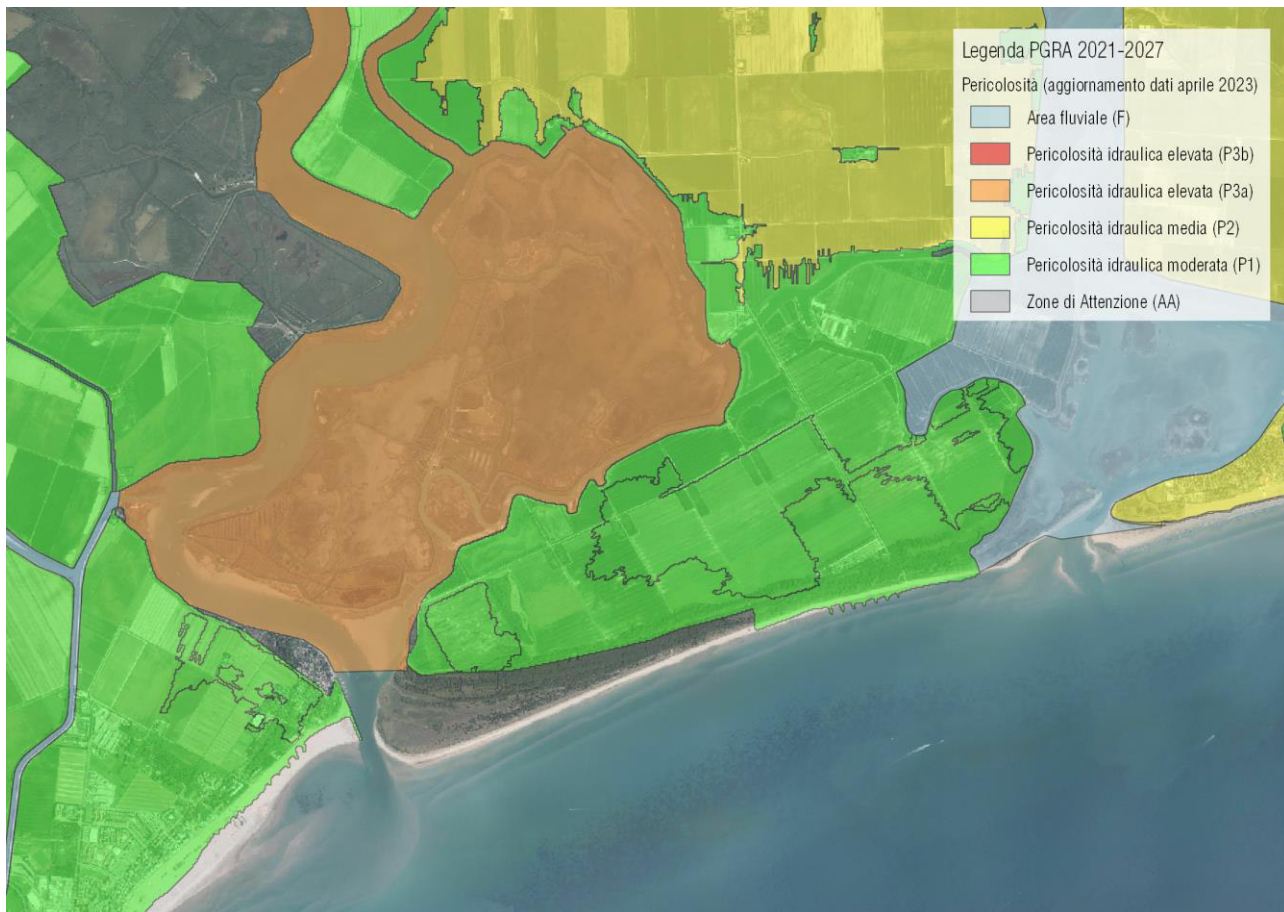 Legenda PGRA 2021-2027
Pericolosità (aggiornamento dati aprile 2023)
Area fluviale (F)
Pericolosità idraulica elevata (P3b)
Pericolosità idraulica elevata (P3a)
Pericolosità idraulica media (P2)
Pericolosità idraulica moderata (P1)
Zone di Attenzione (AA)